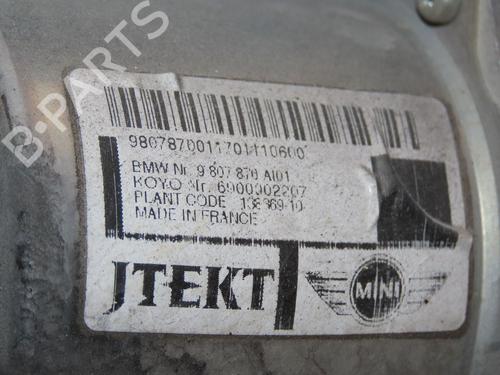 B-PARTS
9807870011701110600
BMW Nr. 9 807 870 AI01
KOYO Nr. 6900002207
PLANT CODE 138369-10
MADE IN FRANCE
JTEKT
MINI